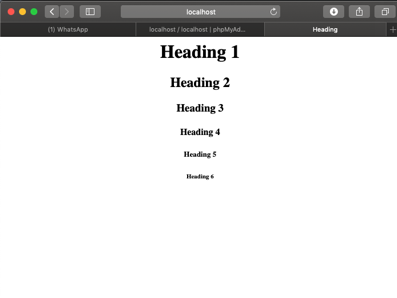 localhost
(1) WhatsApp
localhost / localhost | phpMyAd...
Heading
Heading 1
Heading 2
Heading 3
Heading 4
Heading 5
Heading 6